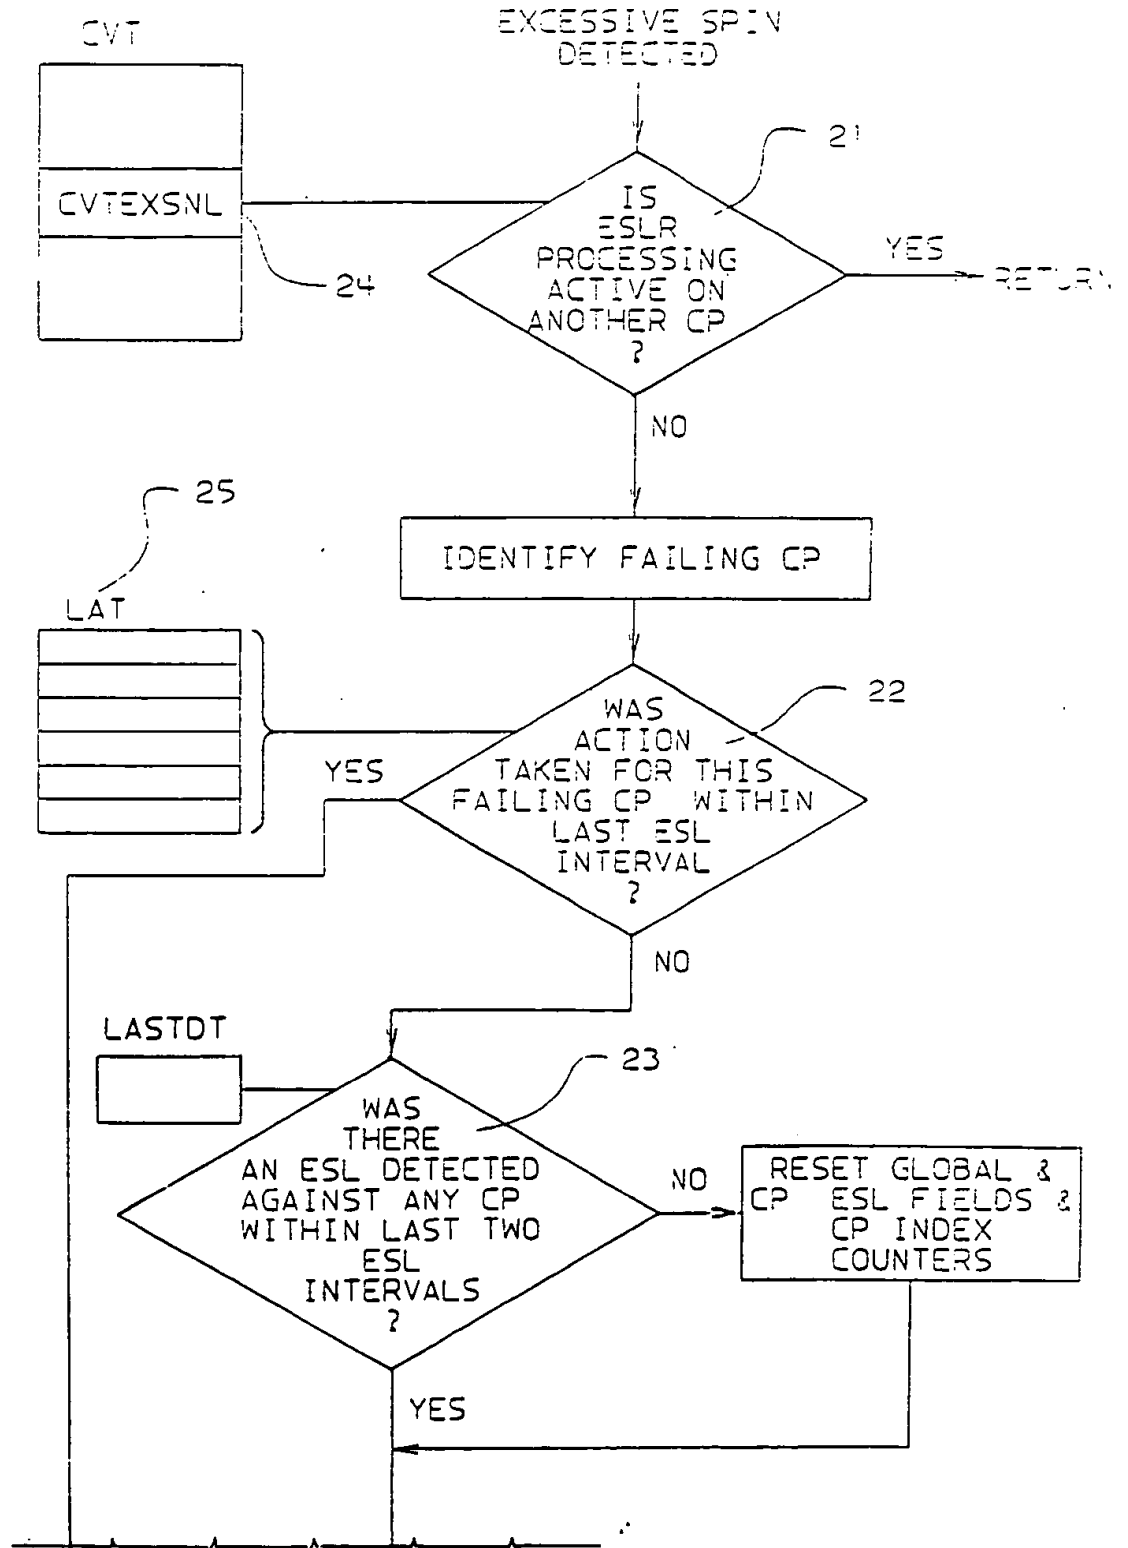 CVT
EXCESSIVE SPIN
DETECTED
21
CVTEXSNL
24
IS
ESLR
PROCESSING
ACTIVE ON
ANOTHER CP
?
YES
RETURN
NO
25
IDENTIFY FAILING CP
LAT
22
WAS
ACTION
TAKEN FOR THIS
FAILING CP WITHIN
LAST ESL
INTERVAL
?
YES
NO
LASTDT
23
WAS
THERE
AN ESL DETECTED
AGAINST ANY CP
WITHIN LAST TWO
ESL
INTERVALS
?
NO
RESET GLOBAL &
CP ESL FIELDS &
CP INDEX
COUNTERS
YES